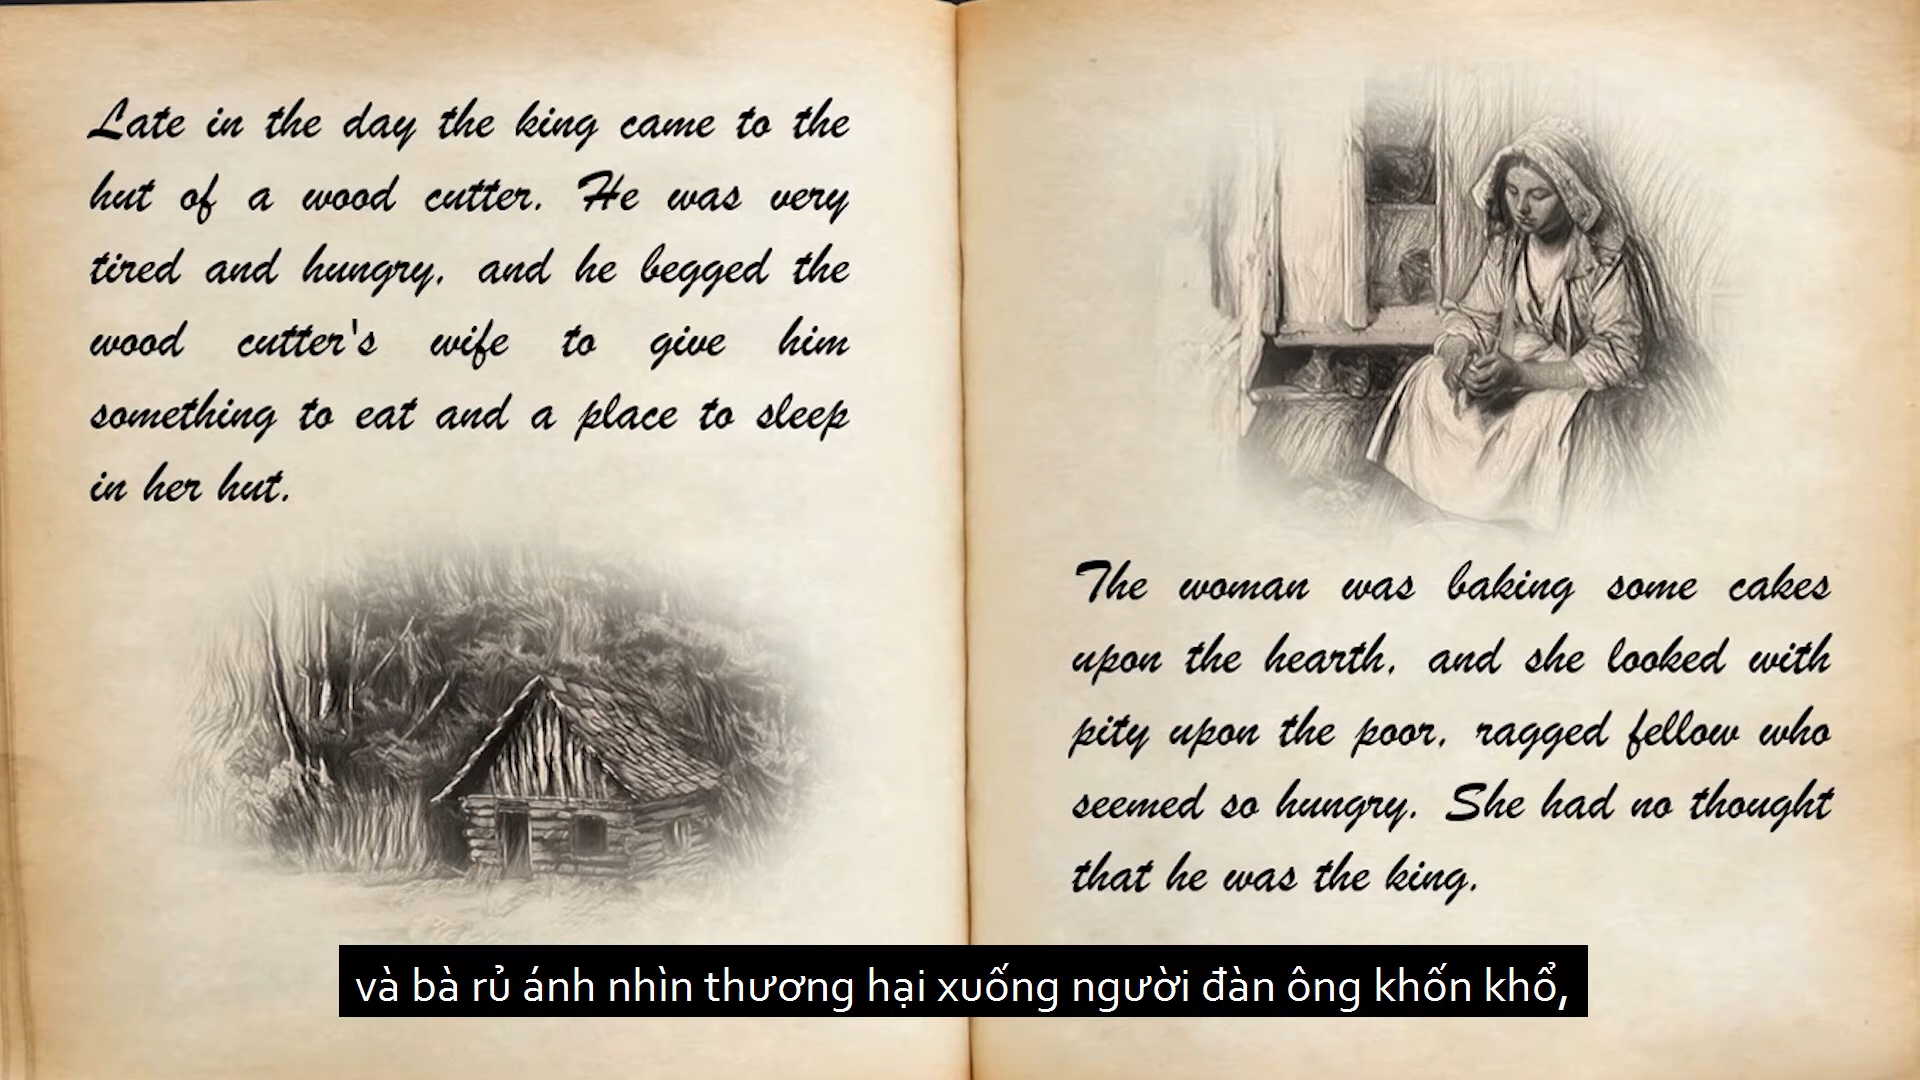 Late in the day the king came to the
hut of a wood cutter. He was very
tired and hungry, and he begged the
wood cutter's wife to give him
something to eat and a place to sleep
in her hut.
The woman was baking some cakes
upon the hearth, and she looked with
pity upon the poor, ragged fellow who
seemed so hungry. She had no thought
that he was the king.
và bà rủ ánh nhìn thương hại xuống người đàn ông khốn khổ,